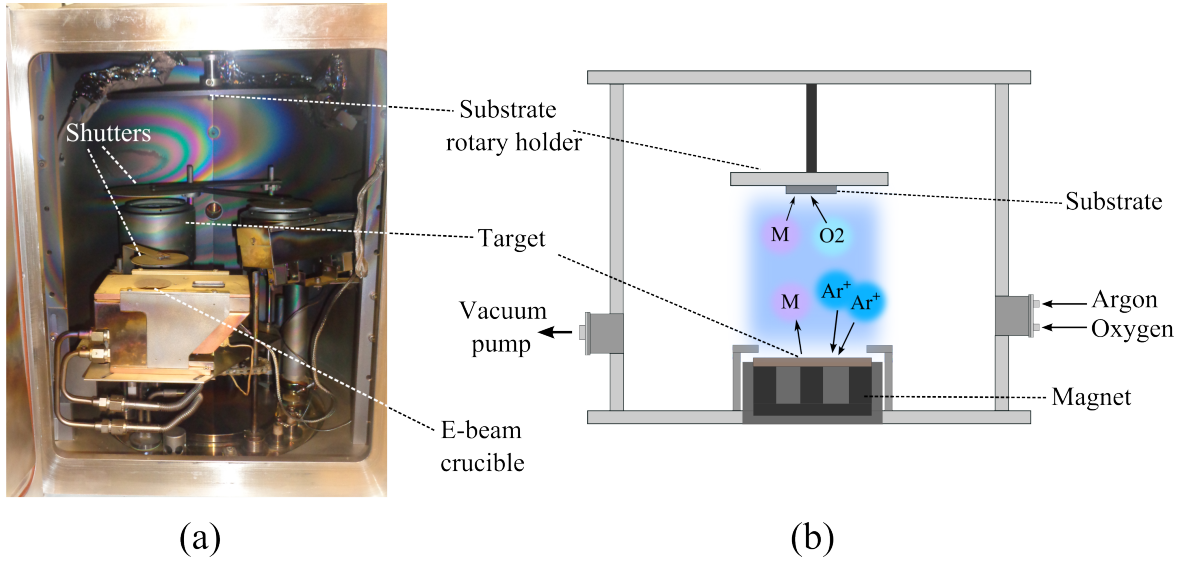 Shutters
Substrate
rotary holder
Substrate
Target
M
O2
M
Ar+
Ar+
Vacuum
pump
Argon
Oxygen
Magnet
E-beam
crucible
(a)
(b)